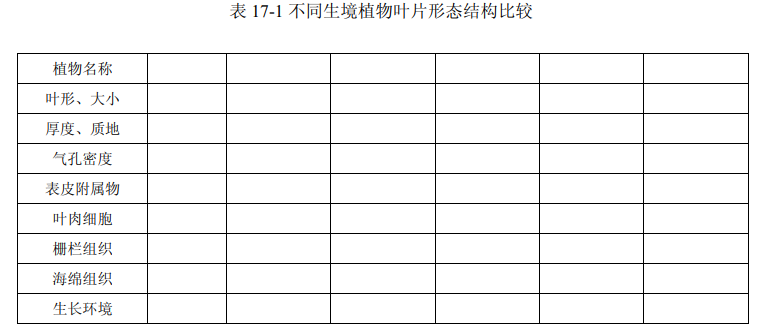 表 17-1 不同生境植物叶片形态结构比较
植物名称
叶形、大小
厚度、质地
气孔密度
表皮附属物
叶肉细胞
栅栏组织
海绵组织
生长环境